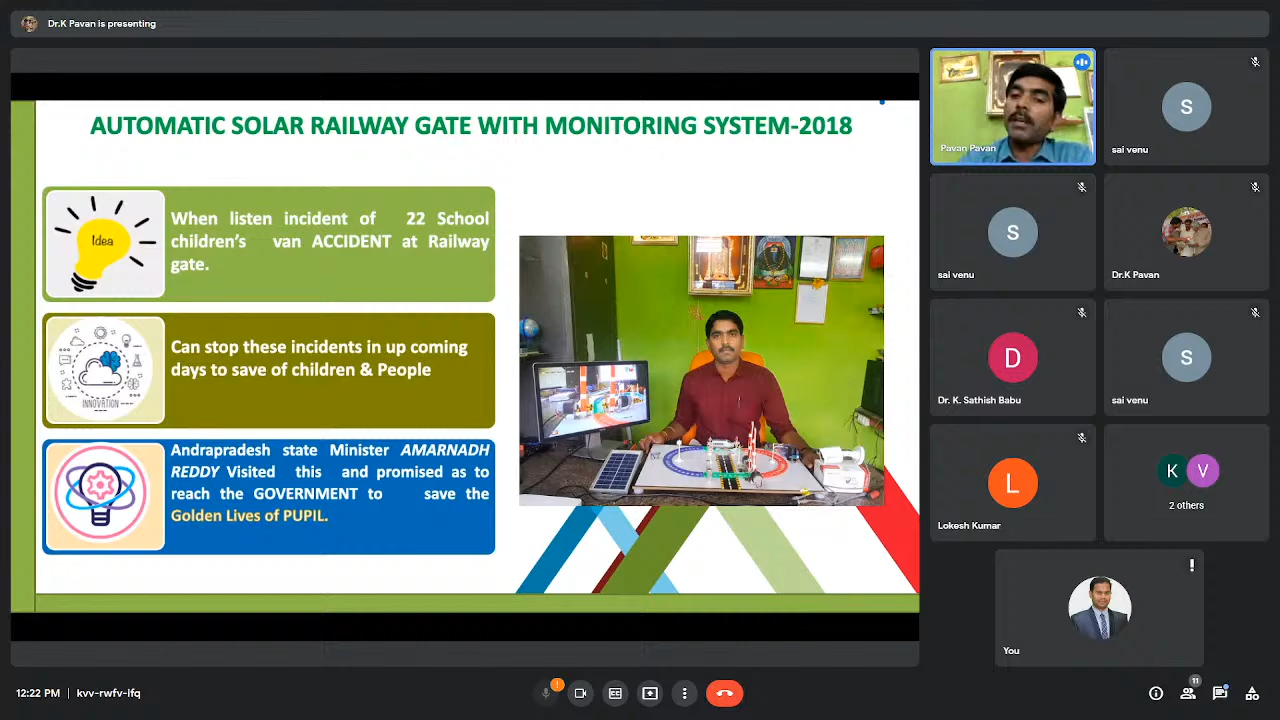 Dr.K Pavan is presenting
AUTOMATIC SOLAR RAILWAY GATE WITH MONITORING SYSTEM-2018
Idea
When listen incident of 22 School
children's van ACCIDENT at Railway
gate.
INNOVATION
Can stop these incidents in up coming
days to save of children & People
Andrapradesh state Minister AMARNADH
REDDY Visited this and promised as to
reach the GOVERNMENT to save the
Golden Lives of PUPIL.
Pavan Pavan
S
sai venu
S
sai venu
Dr.K Pavan
D
Dr. K. Sathish Babu
S
sai venu
L
Lokesh Kumar
K V
2 others
You
12:22 PM | kvv-rwfv-ifq
11